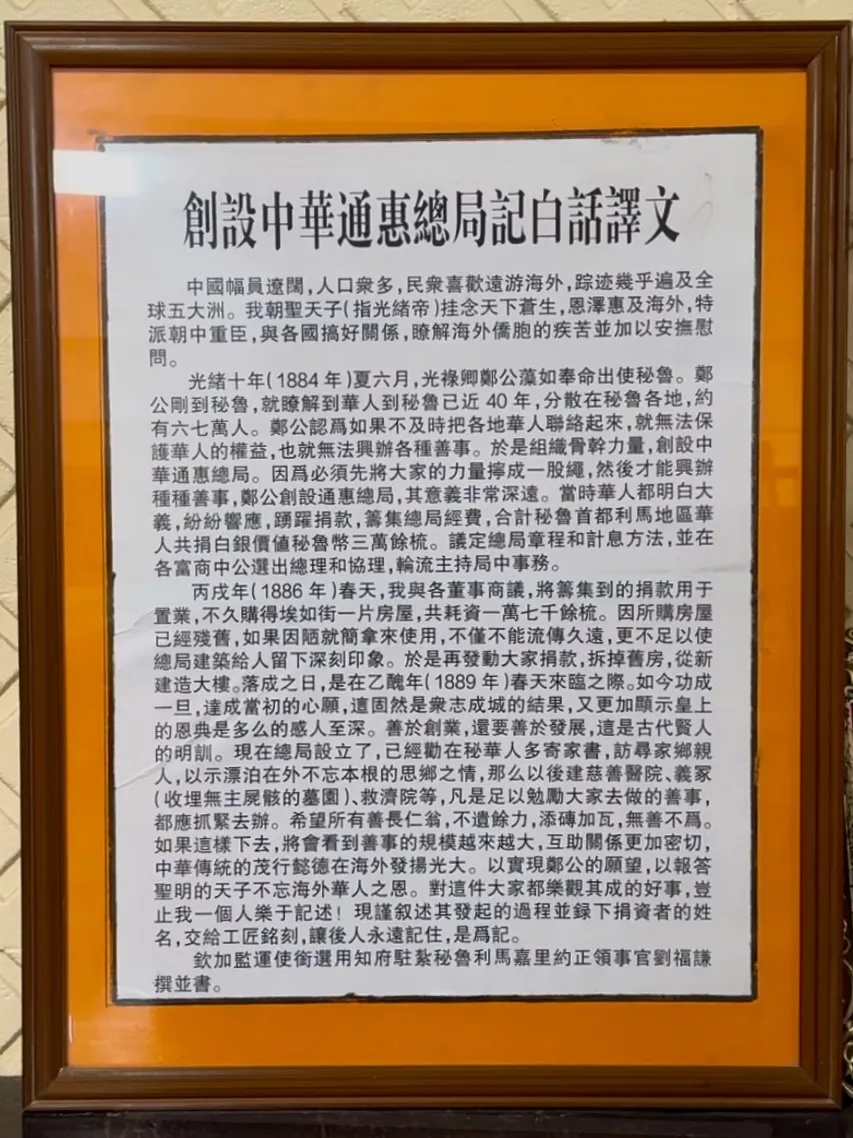 創設中華通惠總局記白話譯文
中國幅員遼闊,人口衆多,民衆喜歡遠游海外,踪迹幾乎遍及全
球五大洲。我朝聖天子(指光緒帝)挂念天下蒼生,恩澤惠及海外,特
派朝中重臣,與各國搞好關係,瞭解海外僑胞的疾苦並加以安撫慰
問。
光緒十年(1884年)夏六月,光祿卿鄭公藻如奉命出使秘魯。鄭
公剛到秘魯,就瞭解到華人到秘魯已近40年,分散在秘魯各地,約
有六七萬人。鄭公認爲如果不及時把各地華人聯絡起來,就無法保
護華人的權益,也就無法興辦各種善事。於是組織骨幹力量,創設中
華通惠總局。因爲必須先將大家的力量擰成一股繩,然後才能興辦
種種善事,鄭公創設通惠總局,其意義非常深遠。當時華人都明白大
義,紛紛響應,踴躍捐款,籌集總局經費,合計秘魯首都利馬地區華
人共捐白銀價值秘魯幣三萬餘梳。議定總局章程和計息方法,並在
各富商中公選出總理和協理,輪流主持局中事務。
丙戌年(1886年)春天,我與各董事商議,將籌集到的捐款用于
置業,不久購得埃如街一片房屋,共耗資一萬七千餘梳。因所購房屋
已經殘舊,如果因陋就簡拿來使用,不僅不能流傳久遠,更不足以使
總局建築給人留下深刻印象。於是再發動大家捐款,拆掉舊房,從新
建造大樓。落成之日,是在乙醜年(1889年)春天來臨之際。如今功成
一旦,達成當初的心願,這固然是衆志成城的結果,又更加顯示皇上
的恩典是多么的感人至深。善於創業,還要善於發展,這是古代賢人
的明訓。現在總局設立了,已經勸在秘華人多寄家書,訪尋家鄉親
人,以示漂泊在外不忘本根的思鄉之情,那么以後建慈善醫院、義冢
(收埋無主屍骸的墓園)、救濟院等,凡是足以勉勵大家去做的善事,
都應抓緊去辦。希望所有善長仁翁,不遺餘力,添磚加瓦,無善不爲。
如果這樣下去,將會看到善事的規模越來越大,互助關係更加密切,
中華傳統的茂行懿德在海外發揚光大。以實現鄭公的願望,以報答
聖明的天子不忘海外華人之恩。對這件大家都樂觀其成的好事,豈
止我一個人樂于記述!現謹叙述其發起的過程並録下捐資者的姓
名,交給工匠銘刻,讓後人永遠記住,是爲記。
欽加監運使銜選用知府駐紮秘魯利馬嘉里約正領事官劉福謙
撰並書。